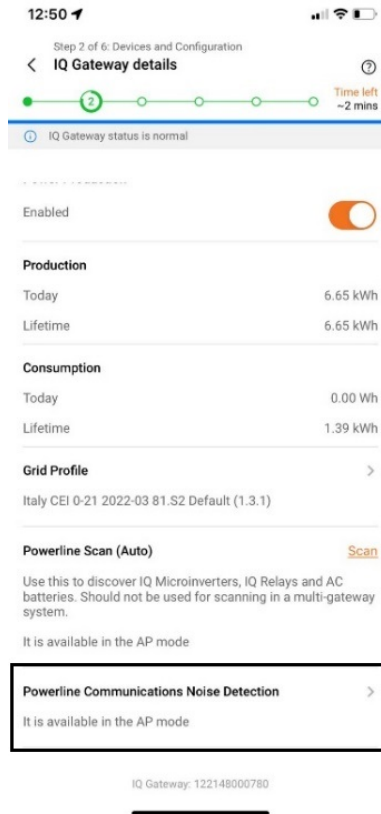 12:50
Step 2 of 6: Devices and Configuration
IQ Gateway details
2
Time left
~2 mins
IQ Gateway status is normal
Enabled
Production
Today 6.65 kWh
Lifetime 6.65 kWh
Consumption
Today 0.00 Wh
Lifetime 1.39 kWh
Grid Profile
Italy CEI 0-21 2022-03 81.S2 Default (1.3.1)
Powerline Scan (Auto) Scan
Use this to discover IQ Microinverters, IQ Relays and AC
batteries. Should not be used for scanning in a multi-gateway
system.
It is available in the AP mode
Powerline Communications Noise Detection
It is available in the AP mode
IQ Gateway: 122148000780